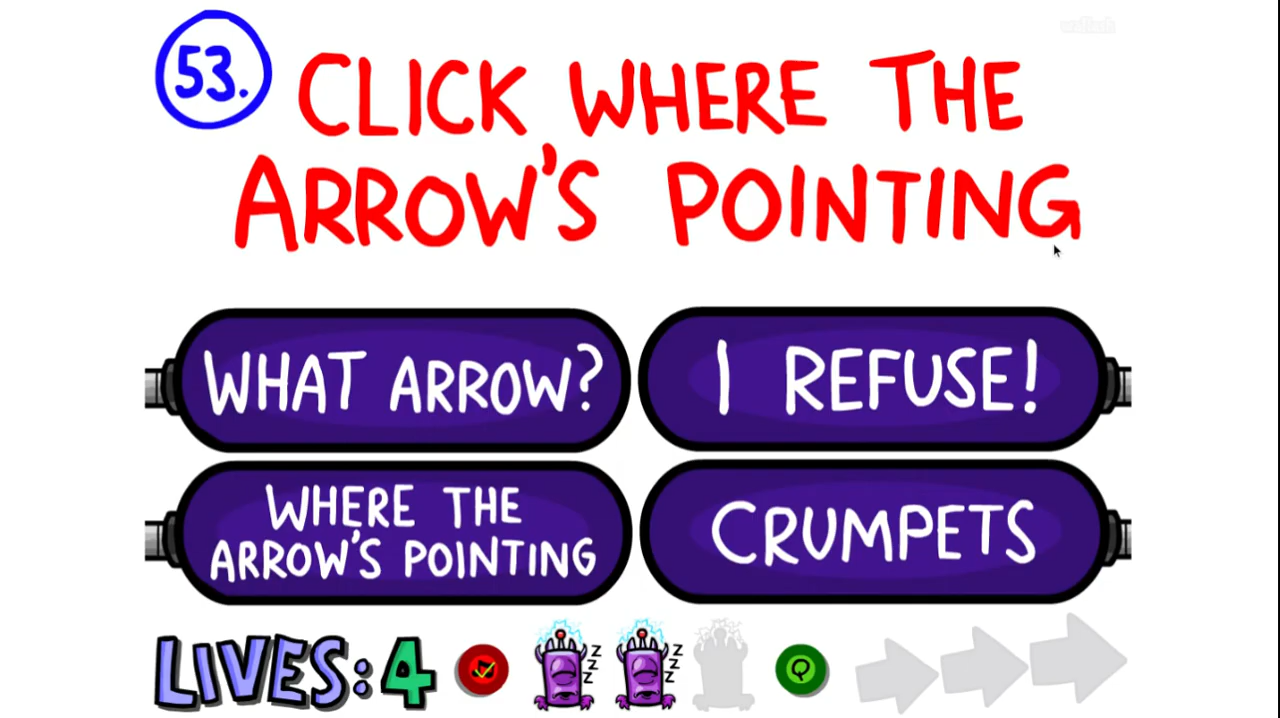 53.
CLICK WHERE THE
ARROW'S POINTING
WHAT ARROW?
I REFUSE!
WHERE THE
ARROW'S POINTING
CRUMPETS
LIVES: 4
Z
Z
Z
Z
Z
Z
Q